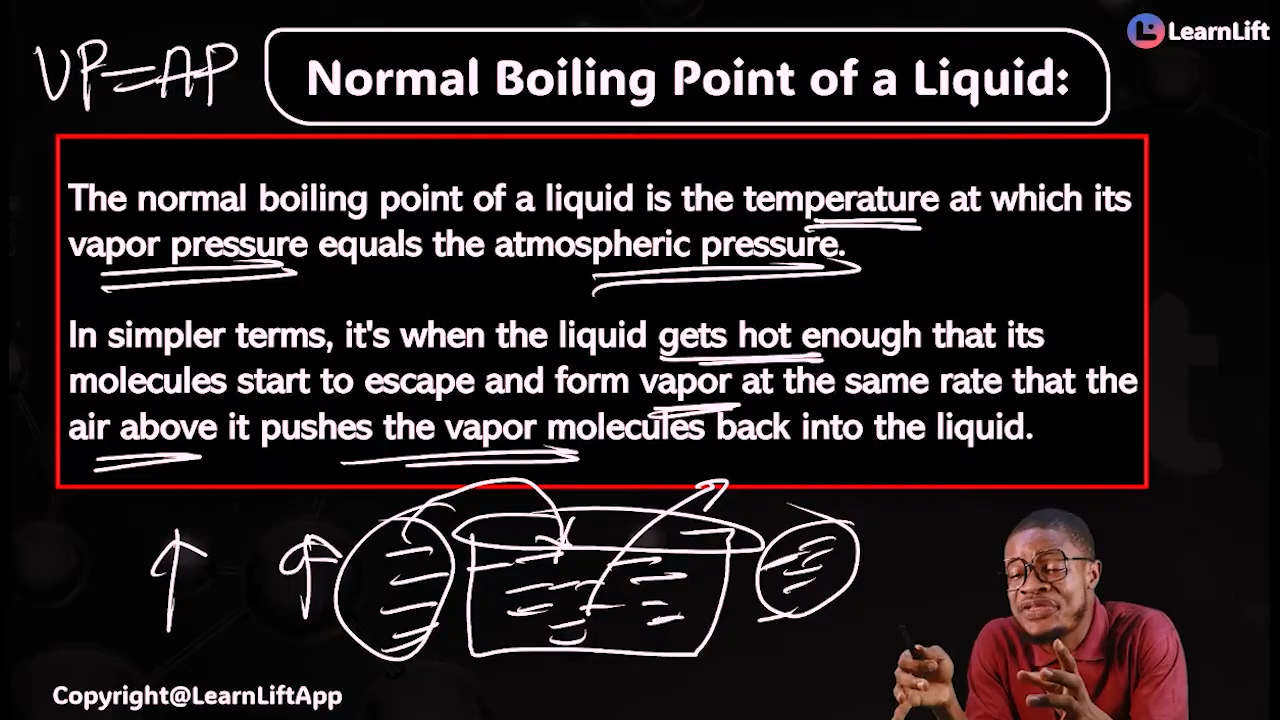 LearnLift
VP=AP
Normal Boiling Point of a Liquid:
The normal boiling point of a liquid is the temperature at which its
vapor pressure equals the atmospheric pressure.
In simpler terms, it's when the liquid gets hot enough that its
molecules start to escape and form vapor at the same rate that the
air above it pushes the vapor molecules back into the liquid.
Copyright@LearnLiftApp